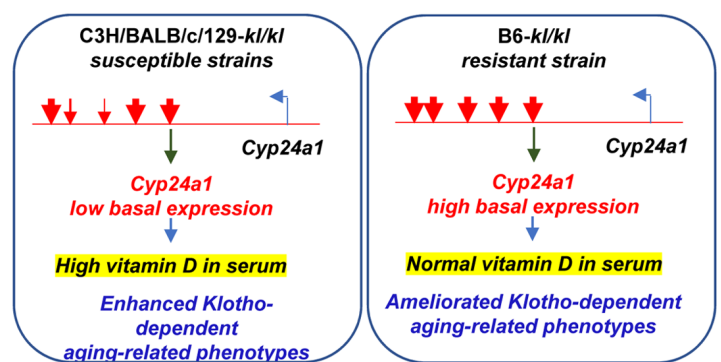 C3H/BALB/c/129-kl/kl
susceptible strains
Cyp24a1
Cyp24a1
low basal expression
High vitamin D in serum
Enhanced Klotho-
dependent
aging-related phenotypes
B6-kl/kl
resistant strain
Cyp24a1
Cyp24a1
high basal expression
Normal vitamin D in serum
Ameliorated Klotho-dependent
aging-related phenotypes